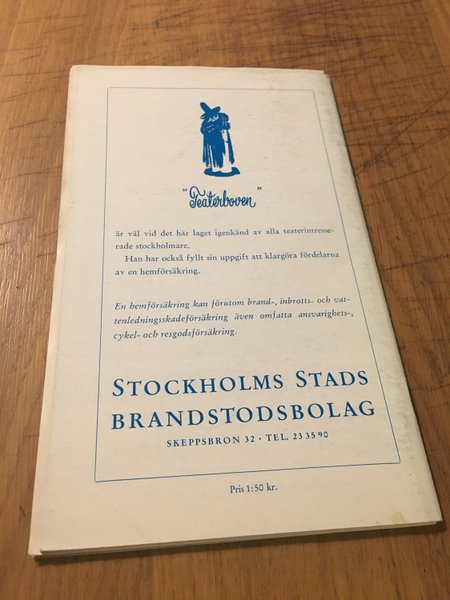 "Teaterboven"
är väl vid det här laget igenkänd av alla teaterintresse-
rade stockholmare.
Han har också fyllt sin uppgift att klargöra fördelarna
av en hemförsäkring.
En hemförsäkring kan förutom brand-, inbrotts- och vat-
tenledningsskadeförsäkring även omfatta ansvarighets-,
cykel- och resgodsförsäkring.
STOCKHOLMS STADS
BRANDSTODSBOLAG
SKEPPSBRON 32 · TEL. 23 35 90
Pris 1:50 kr.